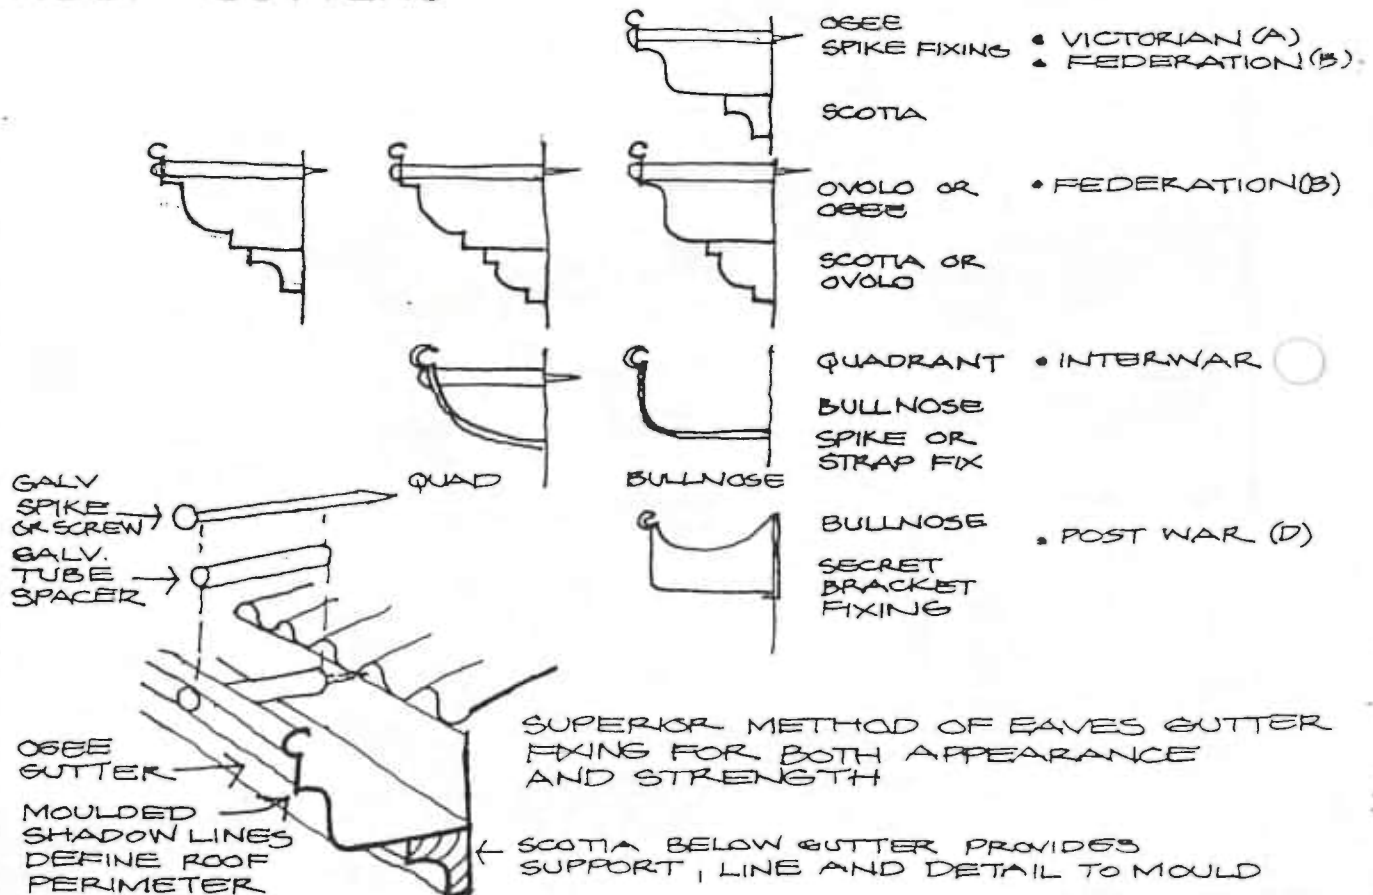 OGEE
SPIKE FIXING
• VICTORIAN (A)
• FEDERATION (B)
SCOTIA
OVOLO OR
OGEE
• FEDERATION (B)
SCOTIA OR
OVOLO
QUADRANT
• INTERWAR
BULLNOSE
SPIKE OR
STRAP FIX
QUAD
BULLNOSE
GALV
SPIKE
OR SCREW
GALV.
TUBE
SPACER
BULLNOSE
• POST WAR (D)
SECRET
BRACKET
FIXING
SUPERIOR METHOD OF EAVES GUTTER
FIXING FOR BOTH APPEARANCE
AND STRENGTH
OGEE
GUTTER
MOULDED
SHADOW LINES
DEFINE ROOF
PERIMETER
SCOTIA BELOW GUTTER PROVIDES
SUPPORT, LINE AND DETAIL TO MOULD